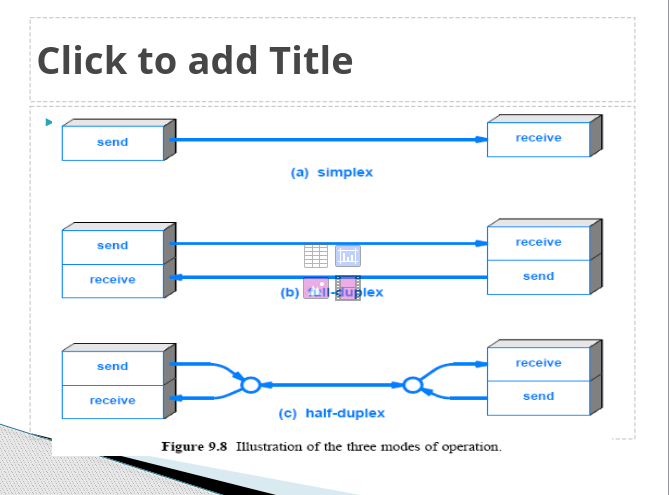 Click to add Title
send
receive
(a) simplex
send
receive
receive
send
(b) full-duplex
send
receive
receive
send
(c) half-duplex
Figure 9.8 Illustration of the three modes of operation.